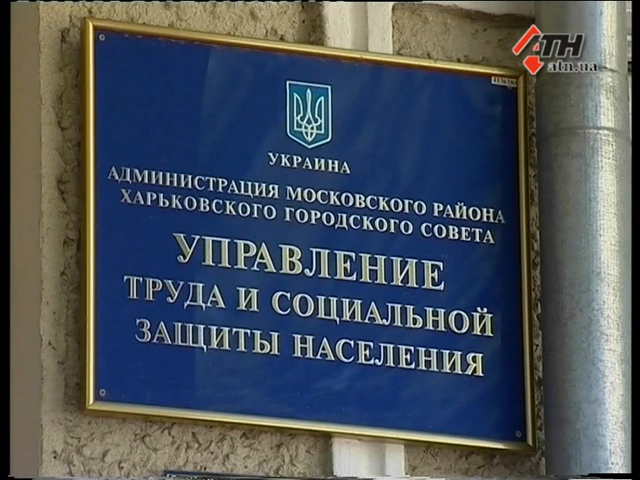 АТН
atn.ua
УКРАИНА
АДМИНИСТРАЦИЯ МОСКОВСКОГО РАЙОНА
ХАРЬКОВСКОГО ГОРОДСКОГО СОВЕТА
УПРАВЛЕНИЕ
ТРУДА И СОЦИАЛЬНОЙ
ЗАЩИТЫ НАСЕЛЕНИЯ